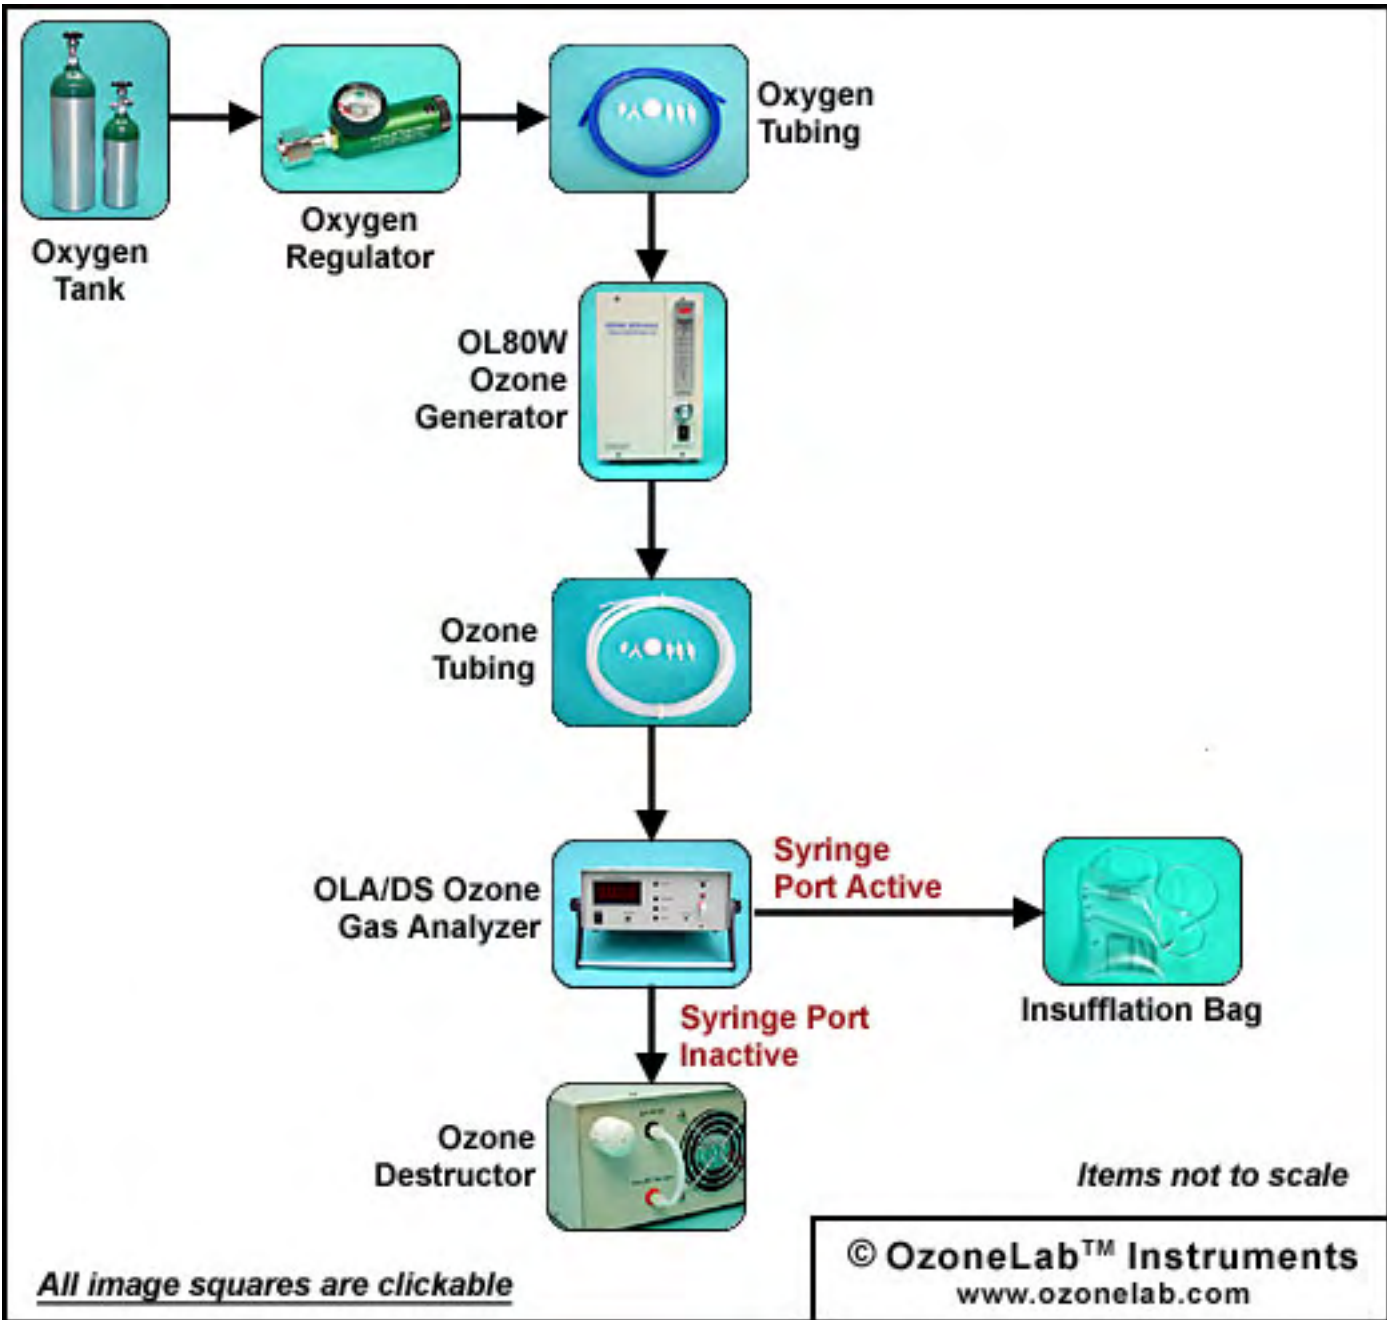 Oxygen
Tubing
Oxygen
Regulator
Oxygen
Tank
OL80W
Ozone
Generator
Ozone
Tubing
OLA/DS Ozone
Gas Analyzer
Syringe
Port Active
Insufflation Bag
Syringe Port
Inactive
Ozone
Destructor
Items not to scale
All image squares are clickable
© OzoneLab™ Instruments
www.ozonelab.com